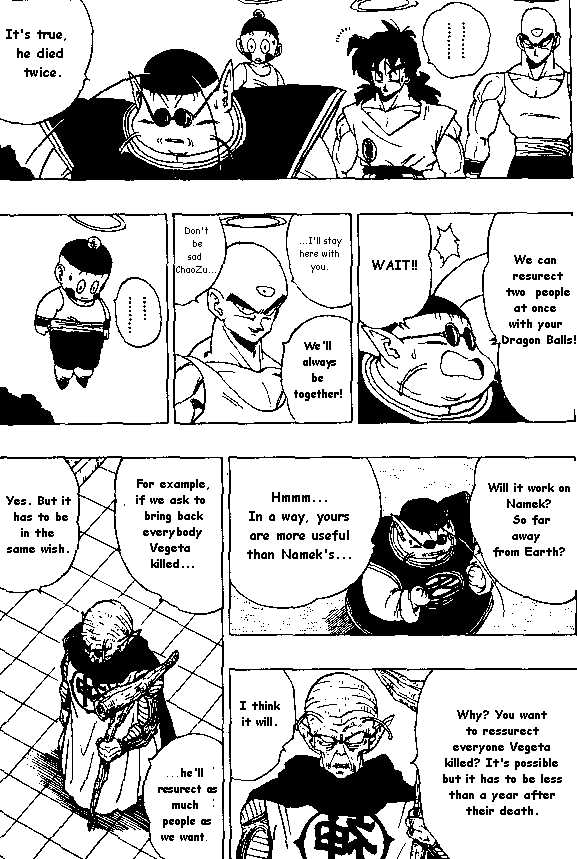 ......
It's true,
he died
twice.
We can
resurect
two people
at once
with your
Dragon Balls!
WAIT!!
...I'll stay
here with
you.
Don't
be
sad
ChaoZu...
We'll
always
be
together!
......
Will it work on
Namek?
So far
away
from Earth?
Hmmm...
In a way, yours
are more useful
than Namek's...
Why? You want
to ressurect
everyone Vegeta
killed? It's possible
but it has to be less
than a year after
their death.
I think
it will.
For example,
if we ask to
bring back
everybody
Vegeta
killed...
Yes. But it
has to be
in the
same wish.
...he'll
resurect as
much
people as
we want.